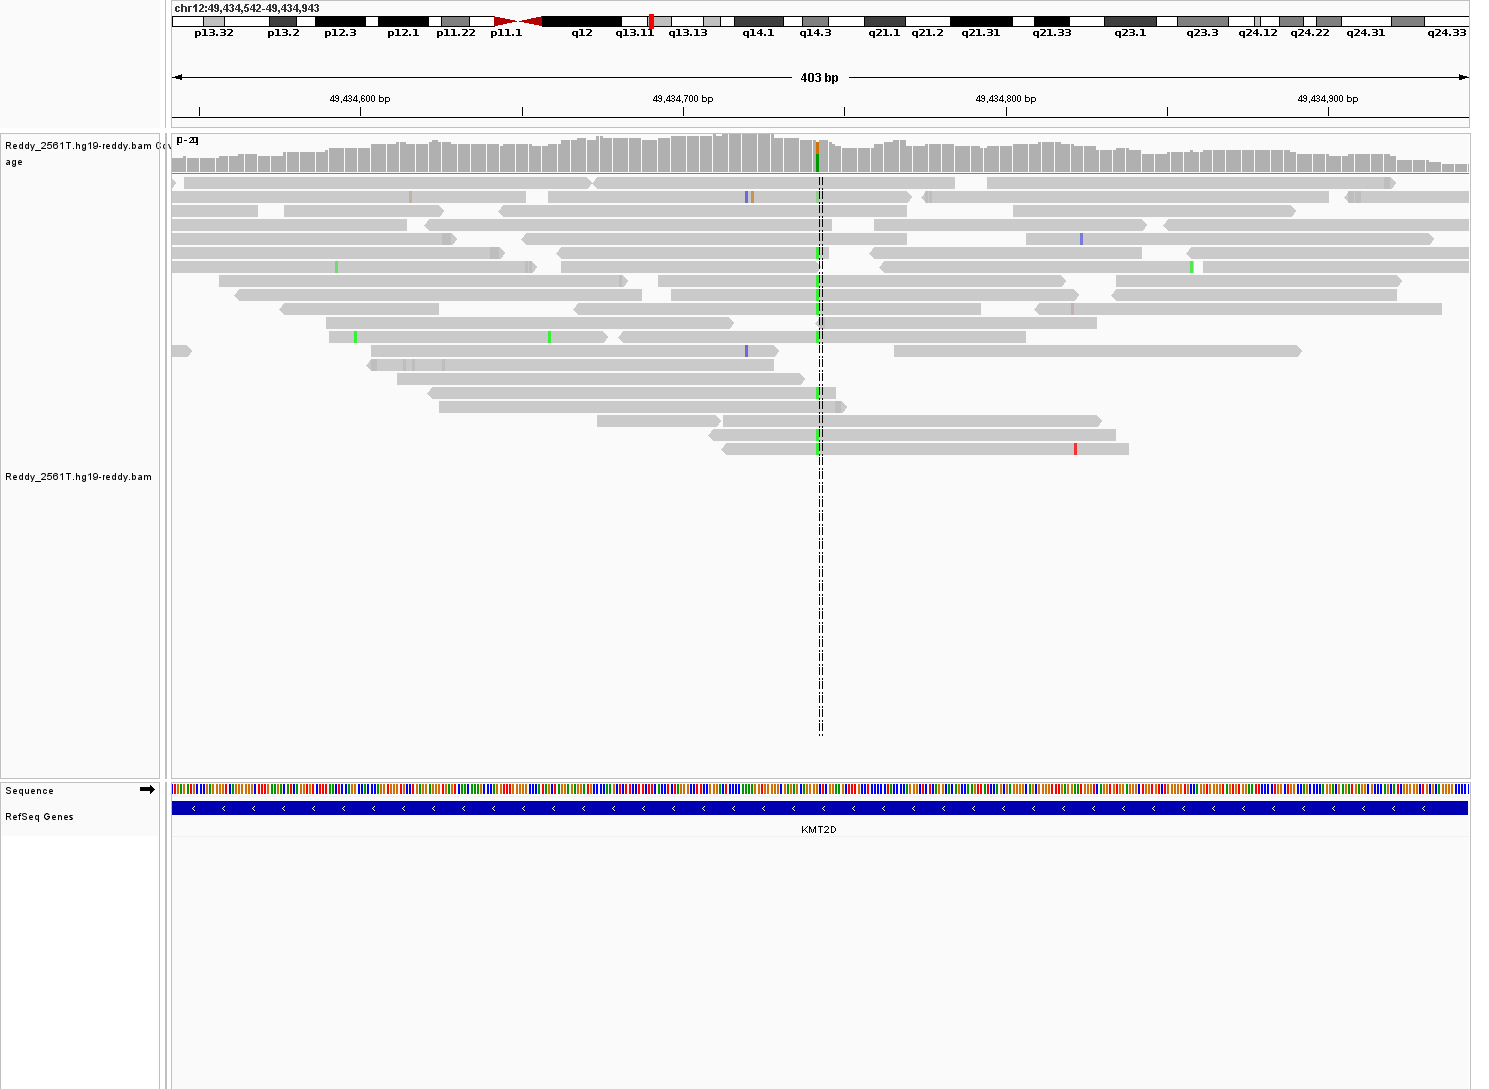 chr12:49,434,542-49,434,943
p13.32 p13.2 p12.3 p12.1 p11.22 p11.1 q12 q13.11 q13.13 q14.1 q14.3 q21.1 q21.2 q21.31 q21.33 q23.1 q23.3 q24.12 q24.22 q24.31 q24.33
403 bp
49,434,600 bp 49,434,700 bp 49,434,800 bp 49,434,900 bp
[0 - 20]
Reddy_2561T.hg19-reddy.bam Cov
age
Reddy_2561T.hg19-reddy.bam
Sequence
RefSeq Genes
KMT2D